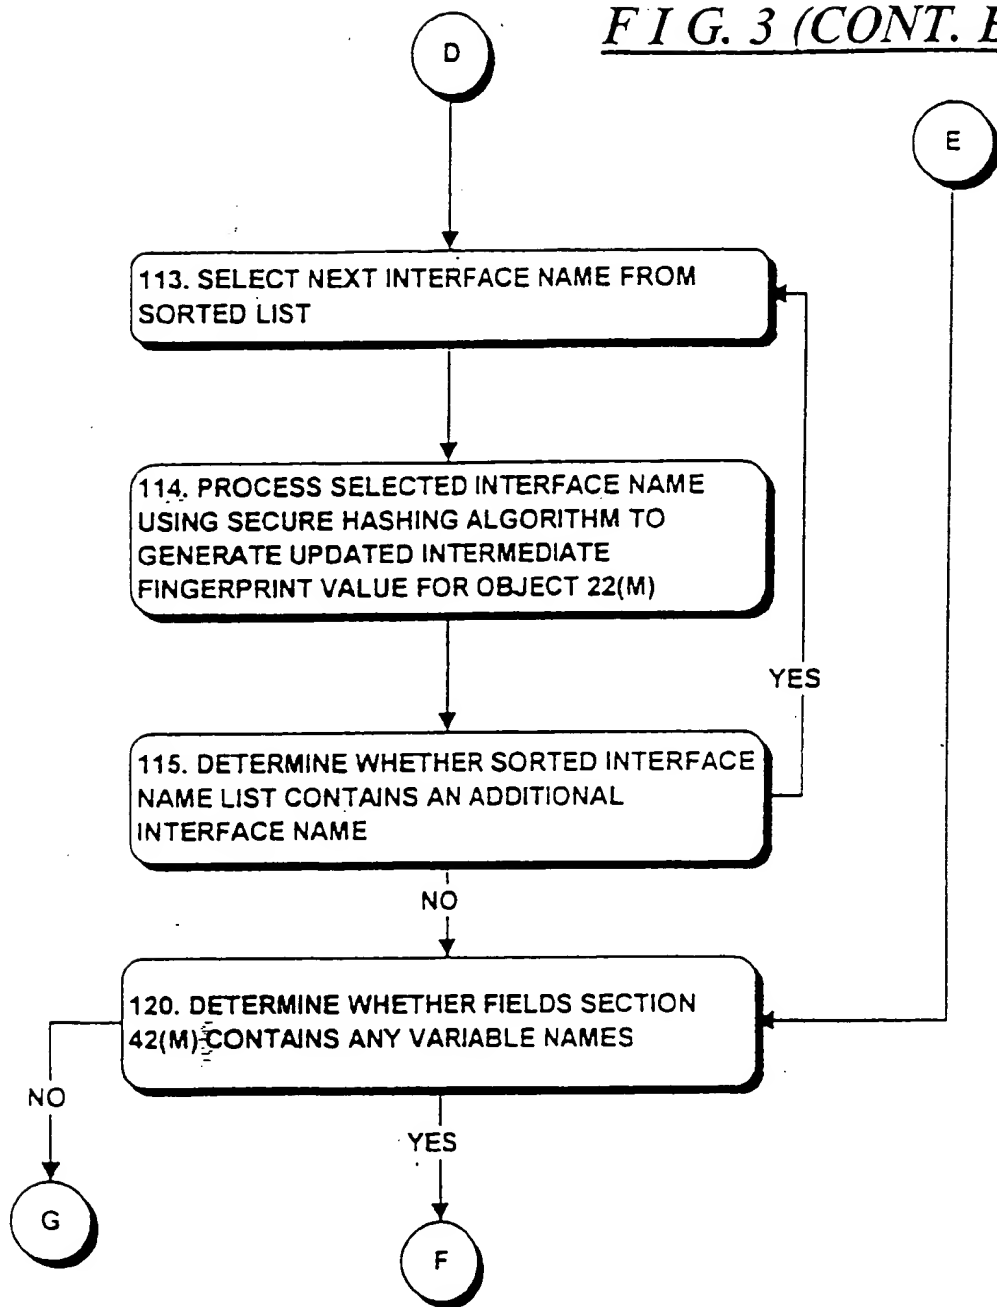 F I G. 3 (CONT. B
D
E
113. SELECT NEXT INTERFACE NAME FROM
SORTED LIST
114. PROCESS SELECTED INTERFACE NAME
USING SECURE HASHING ALGORITHM TO
GENERATE UPDATED INTERMEDIATE
FINGERPRINT VALUE FOR OBJECT 22(M)
YES
115. DETERMINE WHETHER SORTED INTERFACE
NAME LIST CONTAINS AN ADDITIONAL
INTERFACE NAME
NO
120. DETERMINE WHETHER FIELDS SECTION
42(M) CONTAINS ANY VARIABLE NAMES
NO
YES
G
F